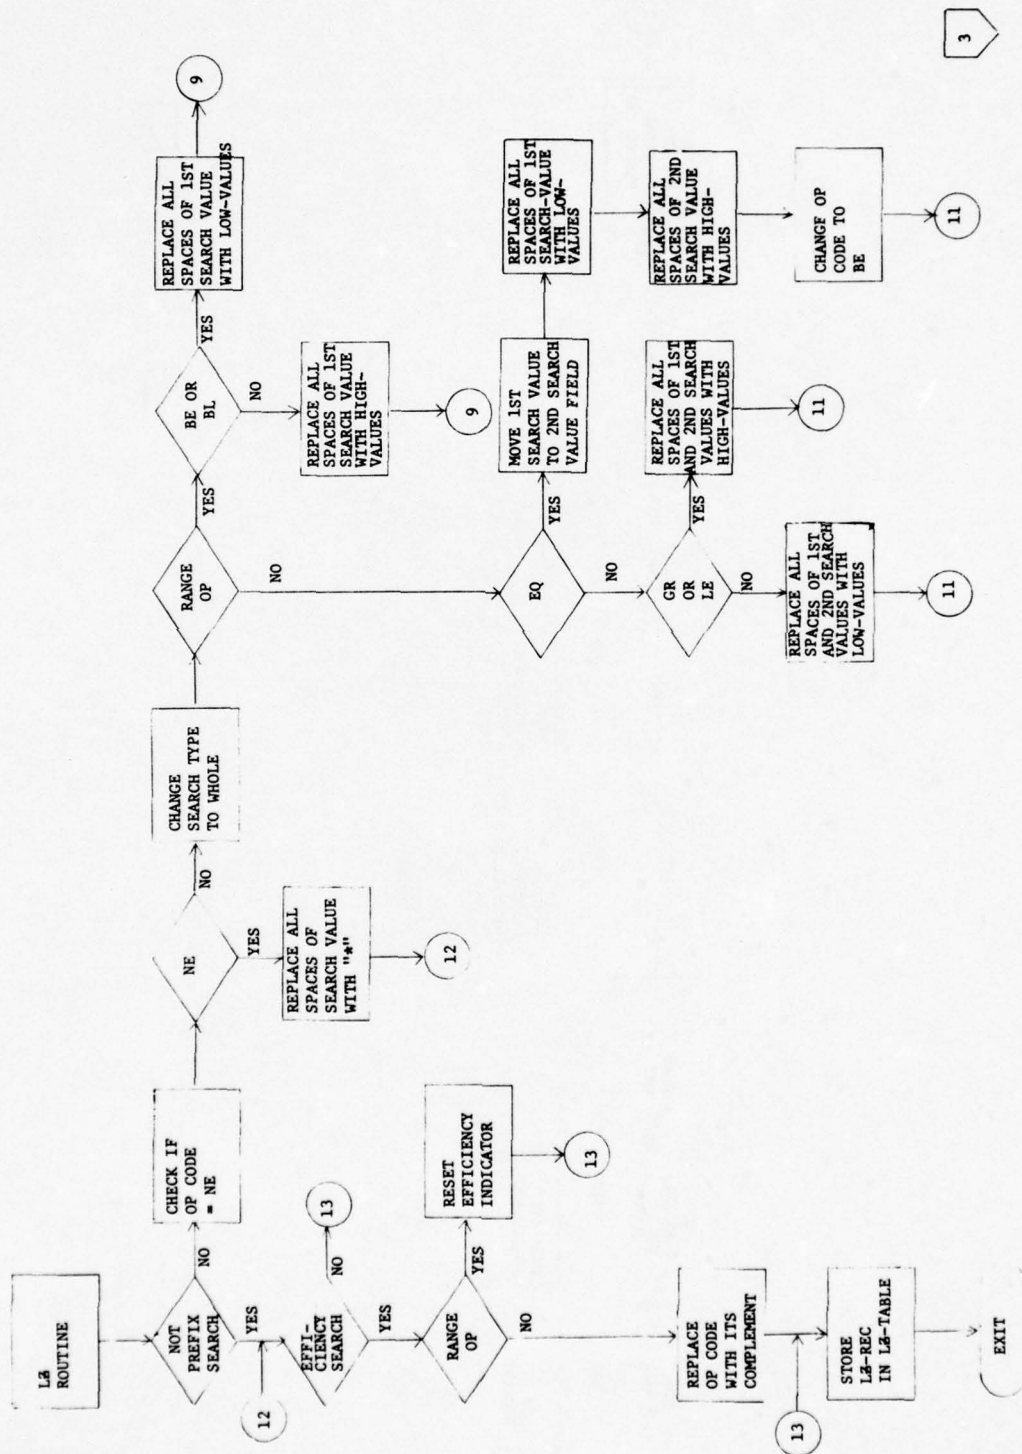 L3
ROUTINE
NOT
PREFIX
SEARCH
NO
CHECK IF
OP CODE
= NE
NE
NO
CHANGE
SEARCH TYPE
TO WHOLE
RANGE
OP
YES
BE OR
BL
YES
REPLACE ALL
SPACES OF 1ST
SEARCH VALUE
WITH LOW-VALUES
9
YES
12
EFFI-
CIENCY
SEARCH
NO
13
YES
REPLACE ALL
SPACES OF
SEARCH VALUE
WITH "*"
12
NO
NO
REPLACE ALL
SPACES OF 1ST
SEARCH VALUE
WITH HIGH-
VALUES
9
YES
RANGE
OP
YES
RESET
EFFICIENCY
INDICATOR
13
EQ
YES
MOVE 1ST
SEARCH VALUE
TO 2ND SEARCH
VALUE FIELD
REPLACE ALL
SPACES OF 1ST
SEARCH-VALUE
WITH LOW-
VALUES
NO
NO
REPLACE
OP CODE
WITH ITS
COMPLEMENT
GR
OR
LE
YES
REPLACE ALL
SPACES OF 1ST
AND 2ND SEARCH
VALUES WITH
HIGH-VALUES
11
REPLACE ALL
SPACES OF 2ND
SEARCH VALUE
WITH HIGH-
VALUES
NO
13
STORE
L3-REC
IN L3-TABLE
REPLACE ALL
SPACES OF 1ST
AND 2ND SEARCH
VALUES WITH
LOW-VALUES
11
CHANGF OP
CODE TO
BE
11
EXIT
3